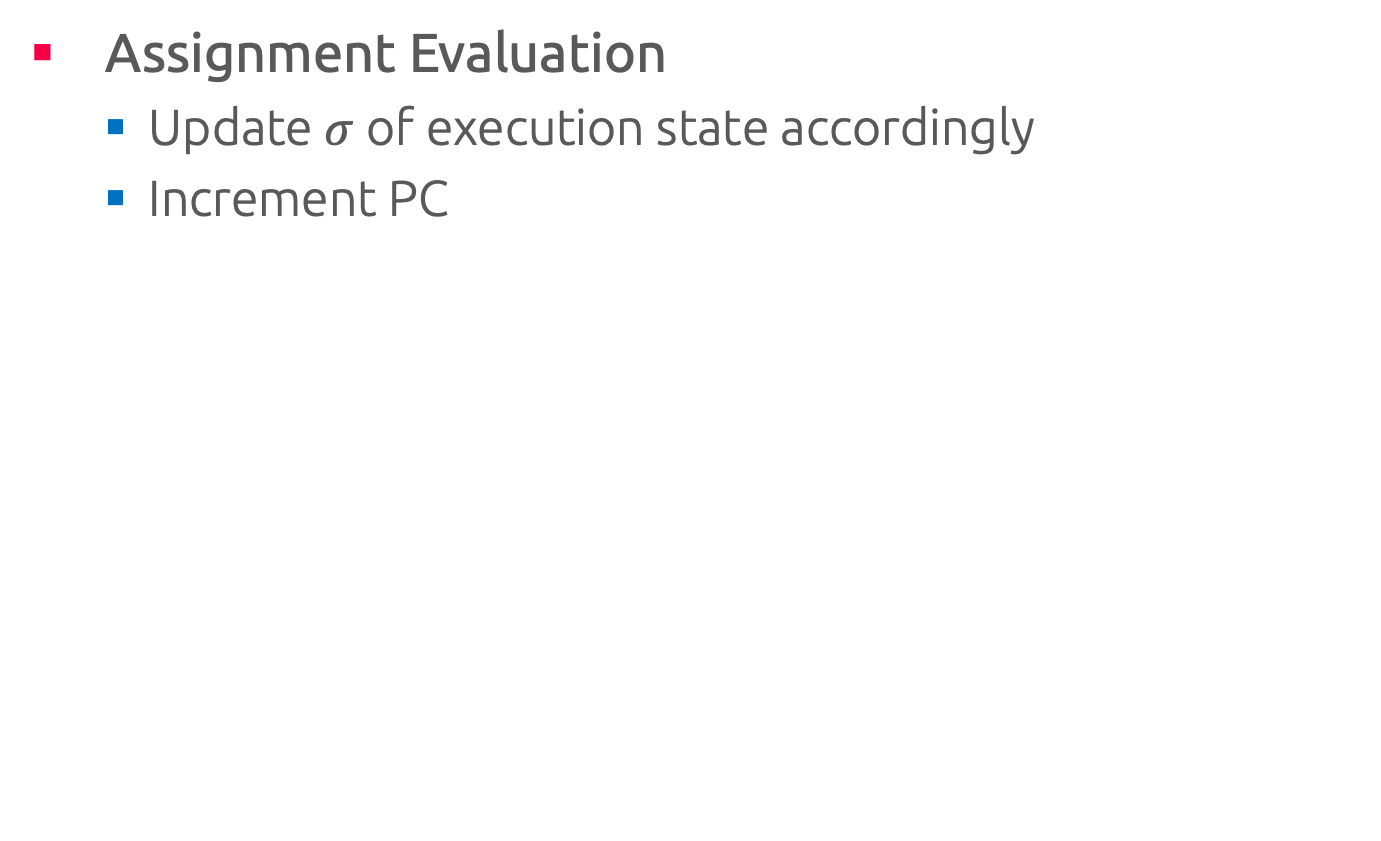 Assignment Evaluation
Update σ of execution state accordingly
Increment PC